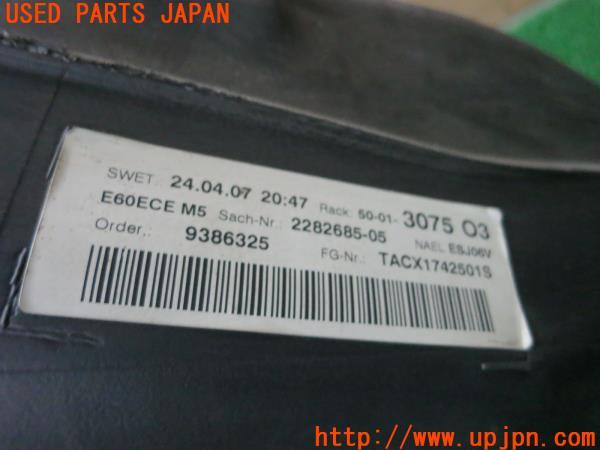 USED PARTS JAPAN
SWET. 24.04.07 20:47 Rack: 50-01- 3075 03
E60ECE M5 Sach-Nr.: 2282685-05 NAEL ESJ06V
Order.: 9386325 FG-Nr.: TACX1742501S
http://www.upjpn.com/